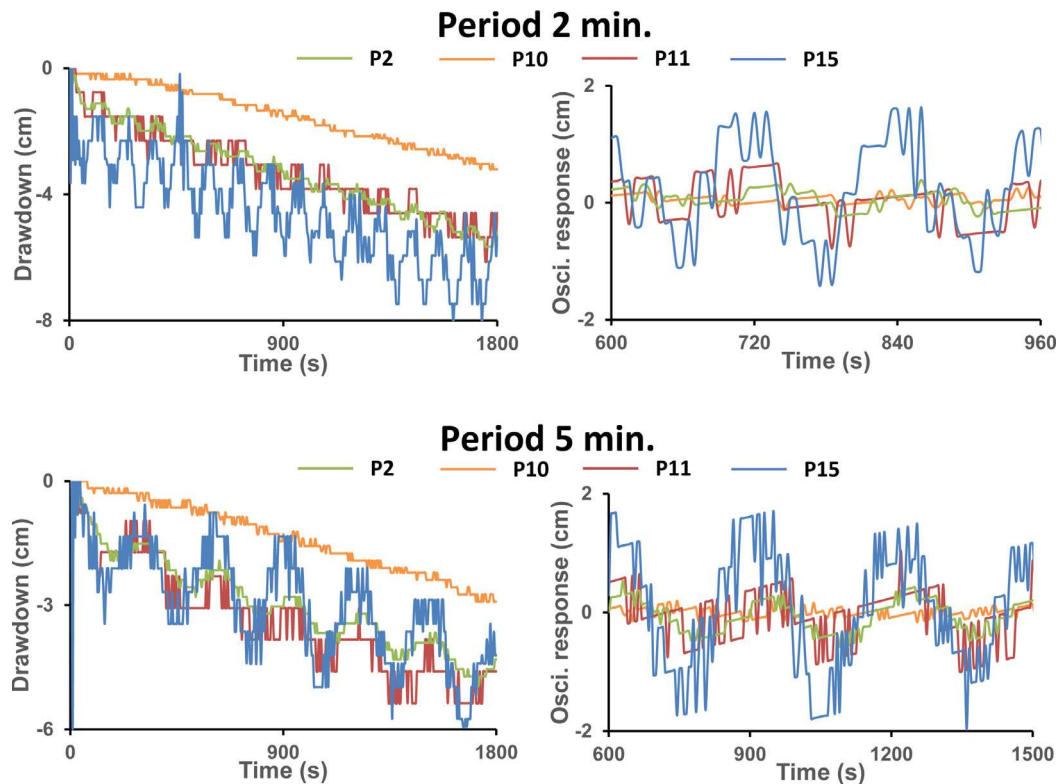 Period 2 min.
P2 P10 P11 P15
Drawdown (cm)
0
-4
-8
0 900 1800
Time (s)
Osci. response (cm)
2
0
-2
600 720 840 960
Time (s)
Period 5 min.
P2 P10 P11 P15
Drawdown (cm)
0
-3
-6
0 900 1800
Time (s)
Osci. response (cm)
2
0
-2
600 900 1200 1500
Time (s)